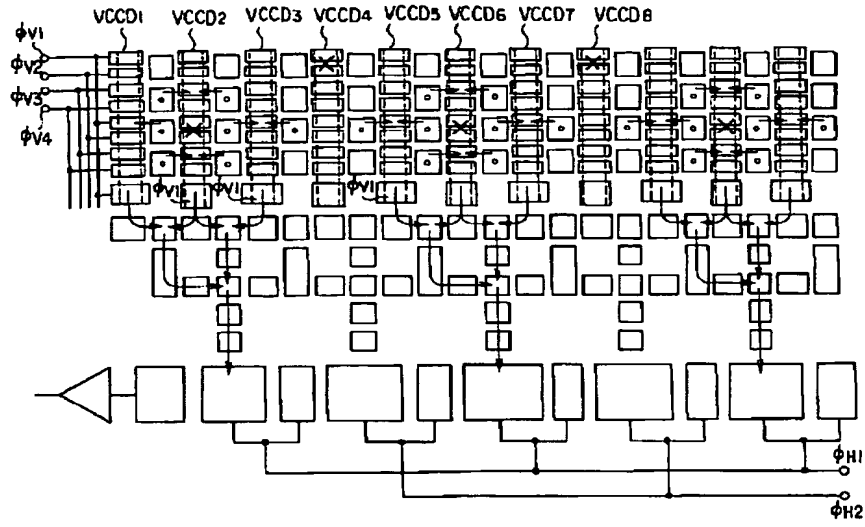 VCCD1 VCCD2 VCCD3 VCCD4 VCCD5 VCCD6 VCCD7 VCCD8
φV1
φV2
φV3
φV4
φV1 φV1 φV1
φH1
φH2